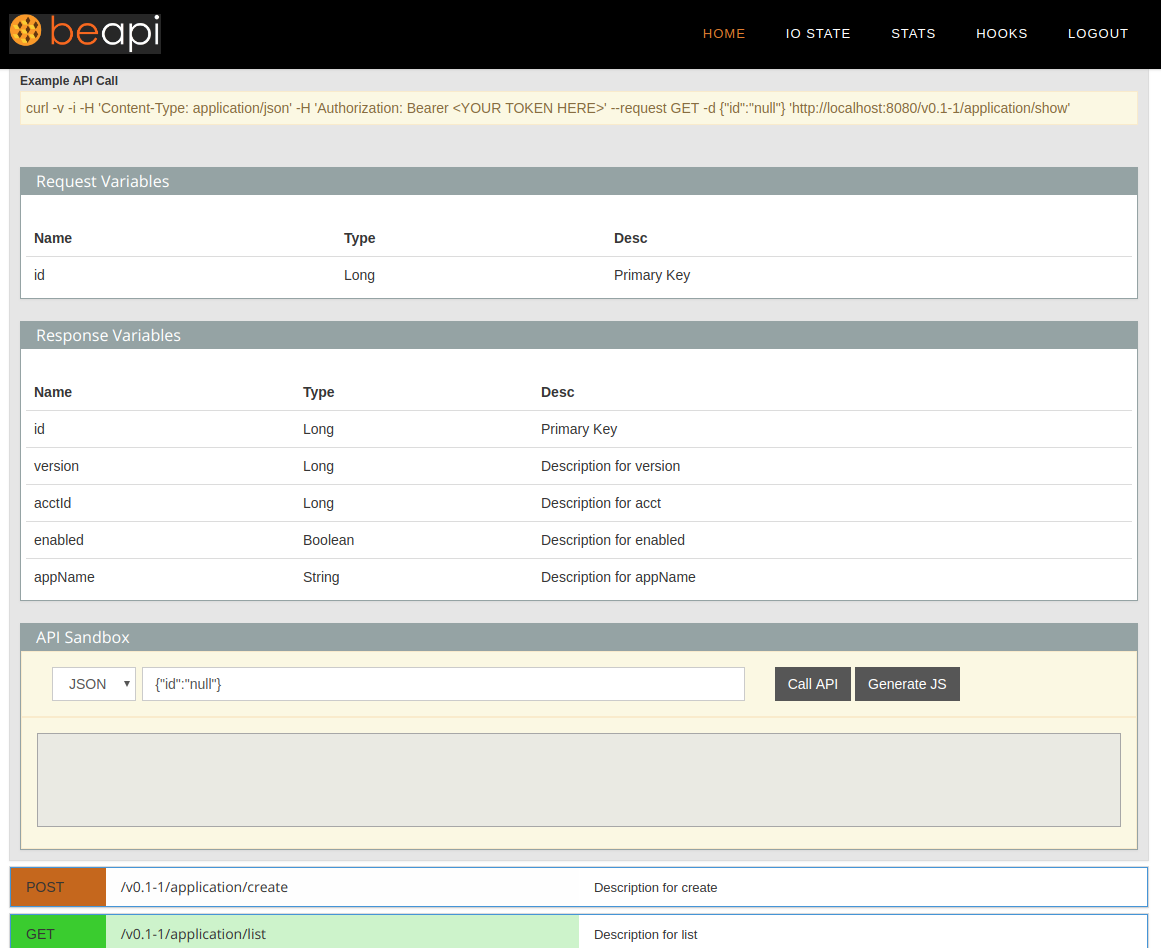 beapi HOME IO STATE STATS HOOKS LOGOUT
Example API Call
curl -v -i -H 'Content-Type: application/json' -H 'Authorization: Bearer <YOUR TOKEN HERE>' --request GET -d {"id":"null"} 'http://localhost:8080/v0.1-1/application/show'
Request Variables
Name Type Desc
id Long Primary Key
Response Variables
Name Type Desc
id Long Primary Key
version Long Description for version
acctId Long Description for acct
enabled Boolean Description for enabled
appName String Description for appName
API Sandbox
JSON {"id":"null"} Call API Generate JS
POST /v0.1-1/application/create Description for create
GET /v0.1-1/application/list Description for list